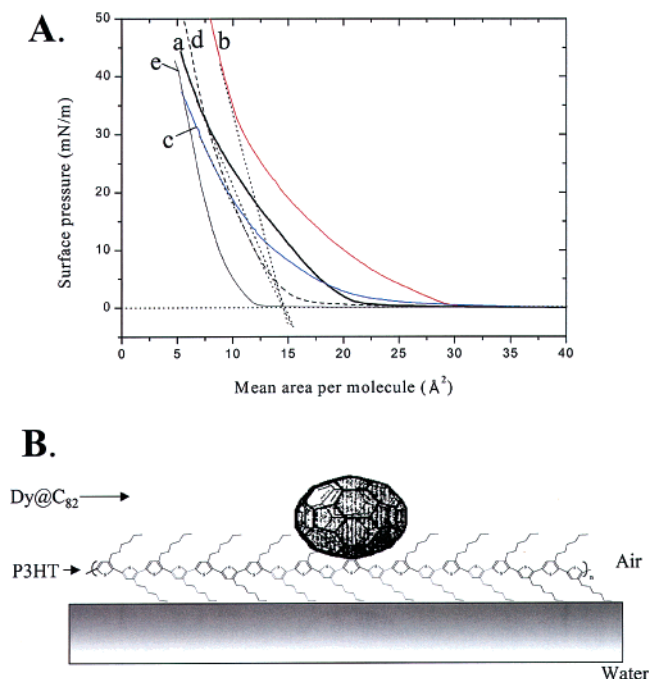 A.
50
40
30
20
10
0
Surface pressure (mN/m)
a d b
e
c
0 5 10 15 20 25 30 35 40
Mean area per molecule (Å²)
B.
Dy@C₈₂
P3HT
n
Air
Water